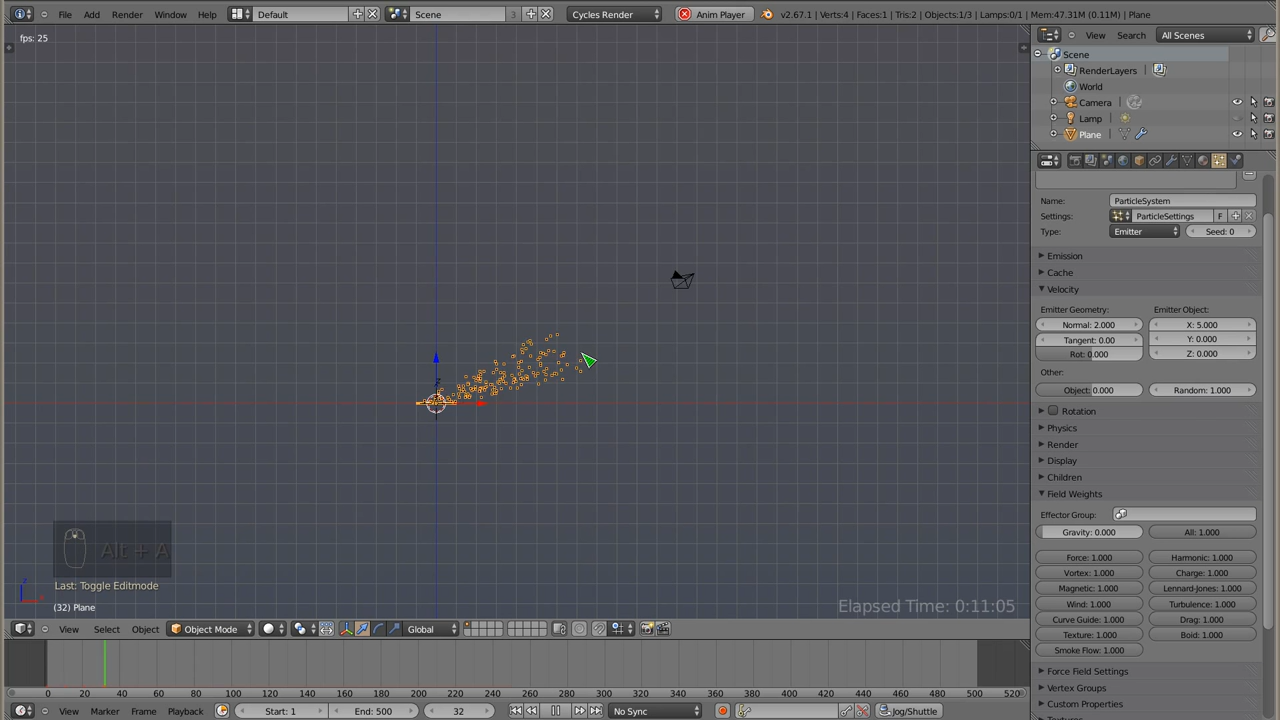 File Add Render Window Help Default Scene 3 Cycles Render Anim Player v2.67.1 | Verts:4 | Faces:1 | Tris:2 | Objects:1/3 | Lamps:0/1 | Mem:47.31M (0.11M) | Plane
fps: 25
View Search All Scenes
Scene
RenderLayers |
World
Camera |
Lamp |
Plane |
Name: ParticleSystem
Settings: ParticleSettings F
Type: Emitter Seed: 0
Emission
Cache
Velocity
Emitter Geometry: Emitter Object:
Normal: 2.000 X: 5.000
Tangent: 0.00 Y: 0.000
Rot: 0.000 Z: 0.000
Other:
Object: 0.000 Random: 1.000
Rotation
Physics
Render
Display
Children
Field Weights
Effector Group:
Gravity: 0.000 All: 1.000
Force: 1.000 Harmonic: 1.000
Vortex: 1.000 Charge: 1.000
Magnetic: 1.000 Lennard-Jones: 1.000
Wind: 1.000 Turbulence: 1.000
Curve Guide: 1.000 Drag: 1.000
Texture: 1.000 Boid: 1.000
Smoke Flow: 1.000
Force Field Settings
Vertex Groups
Custom Properties
Textures
z
Alt + A
Last: Toggle Editmode
z
x
(32) Plane
Elapsed Time: 0:11:05
View Select Object Object Mode Global
0 20 40 60 80 100 120 140 160 180 200 220 240 260 280 300 320 340 360 380 400 420 440 460 480 500 520
View Marker Frame Playback Start: 1 End: 500 32 No Sync Jog/Shuttle